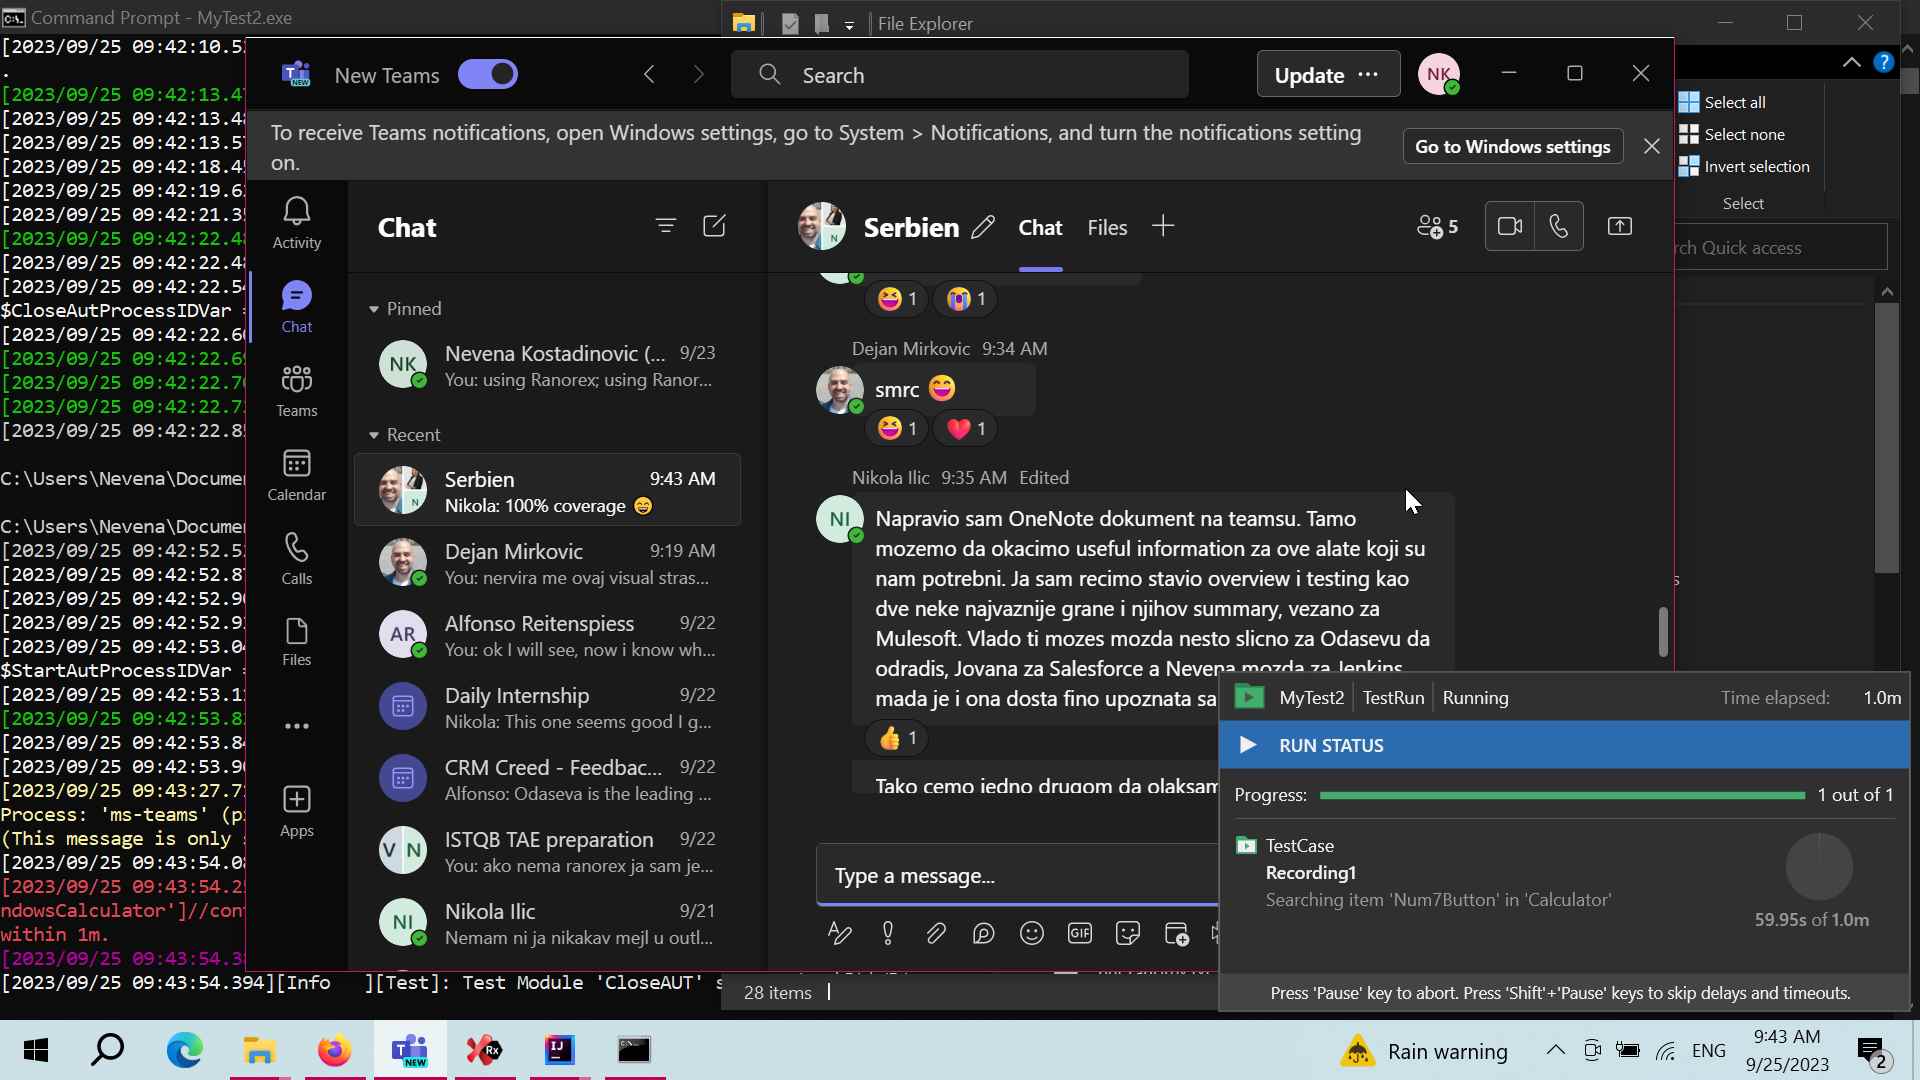 Command Prompt - MyTest2.exe
File Explorer
[2023/09/25 09:42:10.5
.
[2023/09/25 09:42:13.4
[2023/09/25 09:42:13.4
[2023/09/25 09:42:13.5
[2023/09/25 09:42:18.4
[2023/09/25 09:42:19.6
[2023/09/25 09:42:21.3
[2023/09/25 09:42:22.4
[2023/09/25 09:42:22.4
[2023/09/25 09:42:22.5
$CloseAutProcessIDVar =
[2023/09/25 09:42:22.6
[2023/09/25 09:42:22.6
[2023/09/25 09:42:22.7
[2023/09/25 09:42:22.7
[2023/09/25 09:42:22.8
C:\Users\Nevena\Docume
C:\Users\Nevena\Docume
[2023/09/25 09:42:52.5
[2023/09/25 09:42:52.8
[2023/09/25 09:42:52.9
[2023/09/25 09:42:52.9
[2023/09/25 09:42:53.0
$StartAutProcessIDVar =
[2023/09/25 09:42:53.1
[2023/09/25 09:42:53.8
[2023/09/25 09:42:53.8
[2023/09/25 09:42:53.9
[2023/09/25 09:43:27.7
Process: 'ms-teams' (p
(This message is only
[2023/09/25 09:43:54.0
[2023/09/25 09:43:54.2
ndowsCalculator']//con
within 1m.
[2023/09/25 09:43:54.3
[2023/09/25 09:43:54.394][Info   ][Test]: Test Module 'CloseAUT' s
New Teams
Search
Update ...
NK
To receive Teams notifications, open Windows settings, go to System > Notifications, and turn the notifications setting
on.
Go to Windows settings
Select all
Select none
Invert selection
Select
rch Quick access
Activity
Chat
Teams
Calendar
Calls
Files
Apps
Chat
Pinned
NK
Nevena Kostadinovic (... 9/23
You: using Ranorex; using Ranor...
Recent
Serbien 9:43 AM
Nikola: 100% coverage 😄
Dejan Mirkovic 9:19 AM
You: nervira me ovaj visual stras...
AR
Alfonso Reitenspiess 9/22
You: ok I will see, now i know wh...
Daily Internship 9/22
Nikola: This one seems good I g...
CRM Creed - Feedbac... 9/22
Alfonso: Odaseva is the leading ...
V N
ISTQB TAE preparation 9/22
You: ako nema ranorex ja sam je...
NI
Nikola Ilic 9/21
Nemam ni ja nikakav mejl u outl...
N
Serbien
Chat
Files
5
😆 1 😭 1
Dejan Mirkovic 9:34 AM
smrc 😄
😆 1 ❤️ 1
Nikola Ilic 9:35 AM Edited
NI
Napravio sam OneNote dokument na teamsu. Tamo
mozemo da okacimo useful information za ove alate koji su
nam potrebni. Ja sam recimo stavio overview i testing kao
dve neke najvaznije grane i njihov summary, vezano za
Mulesoft. Vlado ti mozes mozda nesto slicno za Odasevu da
odradis, Jovana za Salesforce a Nevena mozda za Jenkins
mada je i ona dosta fino upoznata sa
👍 1
Tako cemo jedno drugom da olaksam
Type a message...
GIF
28 items
MyTest2 TestRun Running
Time elapsed: 1.0m
RUN STATUS
Progress: 1 out of 1
TestCase
Recording1
Searching item 'Num7Button' in 'Calculator'
59.95s of 1.0m
Press 'Pause' key to abort. Press 'Shift'+'Pause' keys to skip delays and timeouts.
NEW
Rx
IJ
Rain warning
ENG
9:43 AM
9/25/2023
2